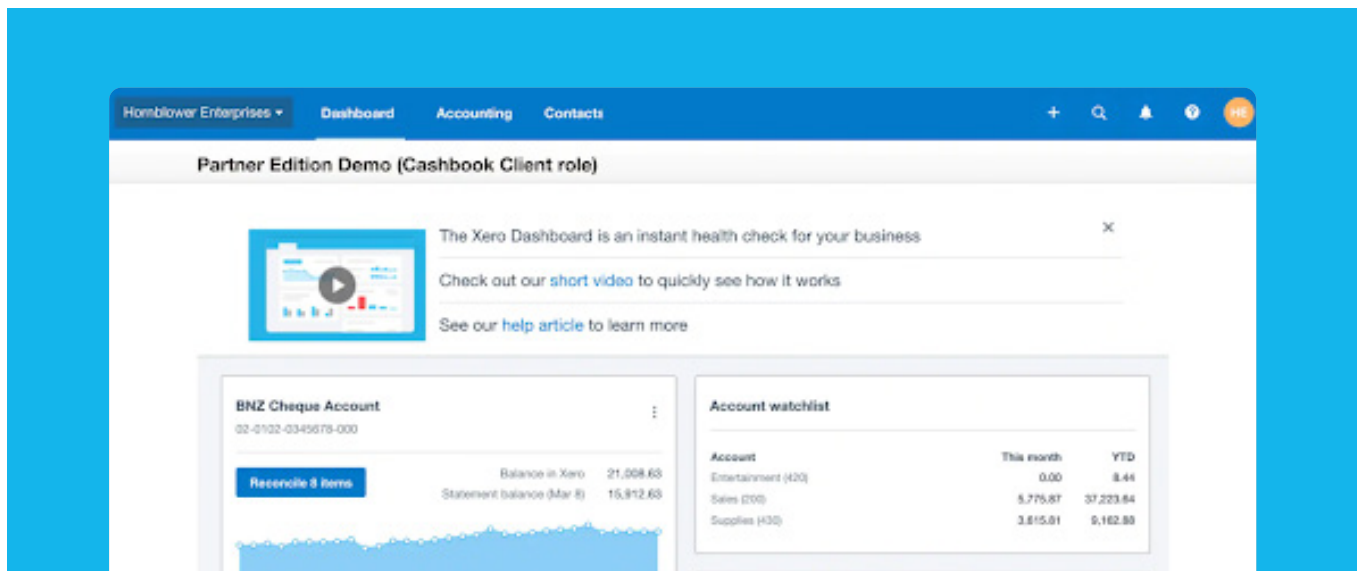 Hornblower Enterprises Dashboard Accounting Contacts HE
Partner Edition Demo (Cashbook Client role)
The Xero Dashboard is an instant health check for your business
Check out our short video to quickly see how it works
See our help article to learn more
BNZ Cheque Account
02-0102-0345678-000
Reconcile 8 items
Balance in Xero 21,008.63
Statement balance (Mar 8) 15,912.63
Account watchlist
Account This month YTD
Entertainment (420) 0.00 8.44
Sales (200) 5,775.87 37,223.64
Supplies (430) 3,615.81 9,162.88